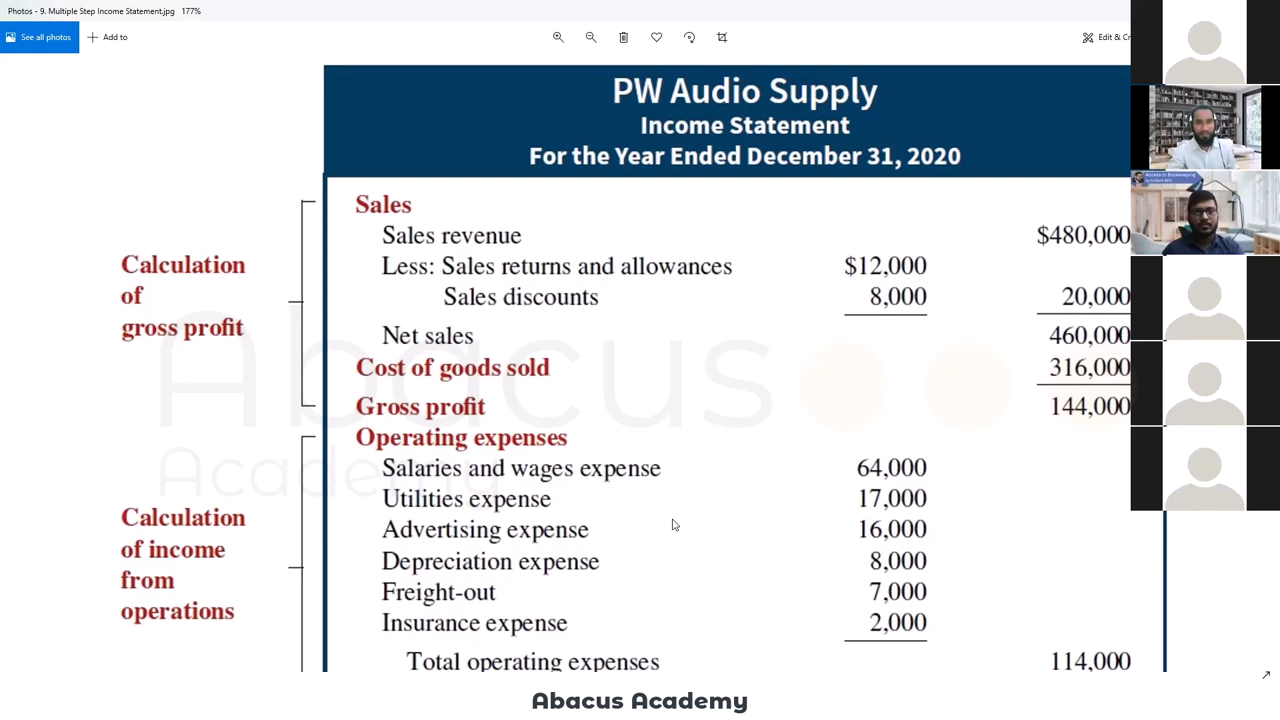 Photos - 9. Multiple Step Income Statement.jpg 177%
See all photos
Add to
Edit & Cr
PW Audio Supply
Income Statement
For the Year Ended December 31, 2020
Sales
Sales revenue $480,000
Less: Sales returns and allowances $12,000
Sales discounts 8,000 20,000
Net sales 460,000
Cost of goods sold 316,000
Gross profit 144,000
Operating expenses
Salaries and wages expense 64,000
Utilities expense 17,000
Advertising expense 16,000
Depreciation expense 8,000
Freight-out 7,000
Insurance expense 2,000
Total operating expenses 114,000
Calculation
of
gross profit
Calculation
of income
from
operations
Abacus
Academy
Access to Bookkeeping
Abacus Academy